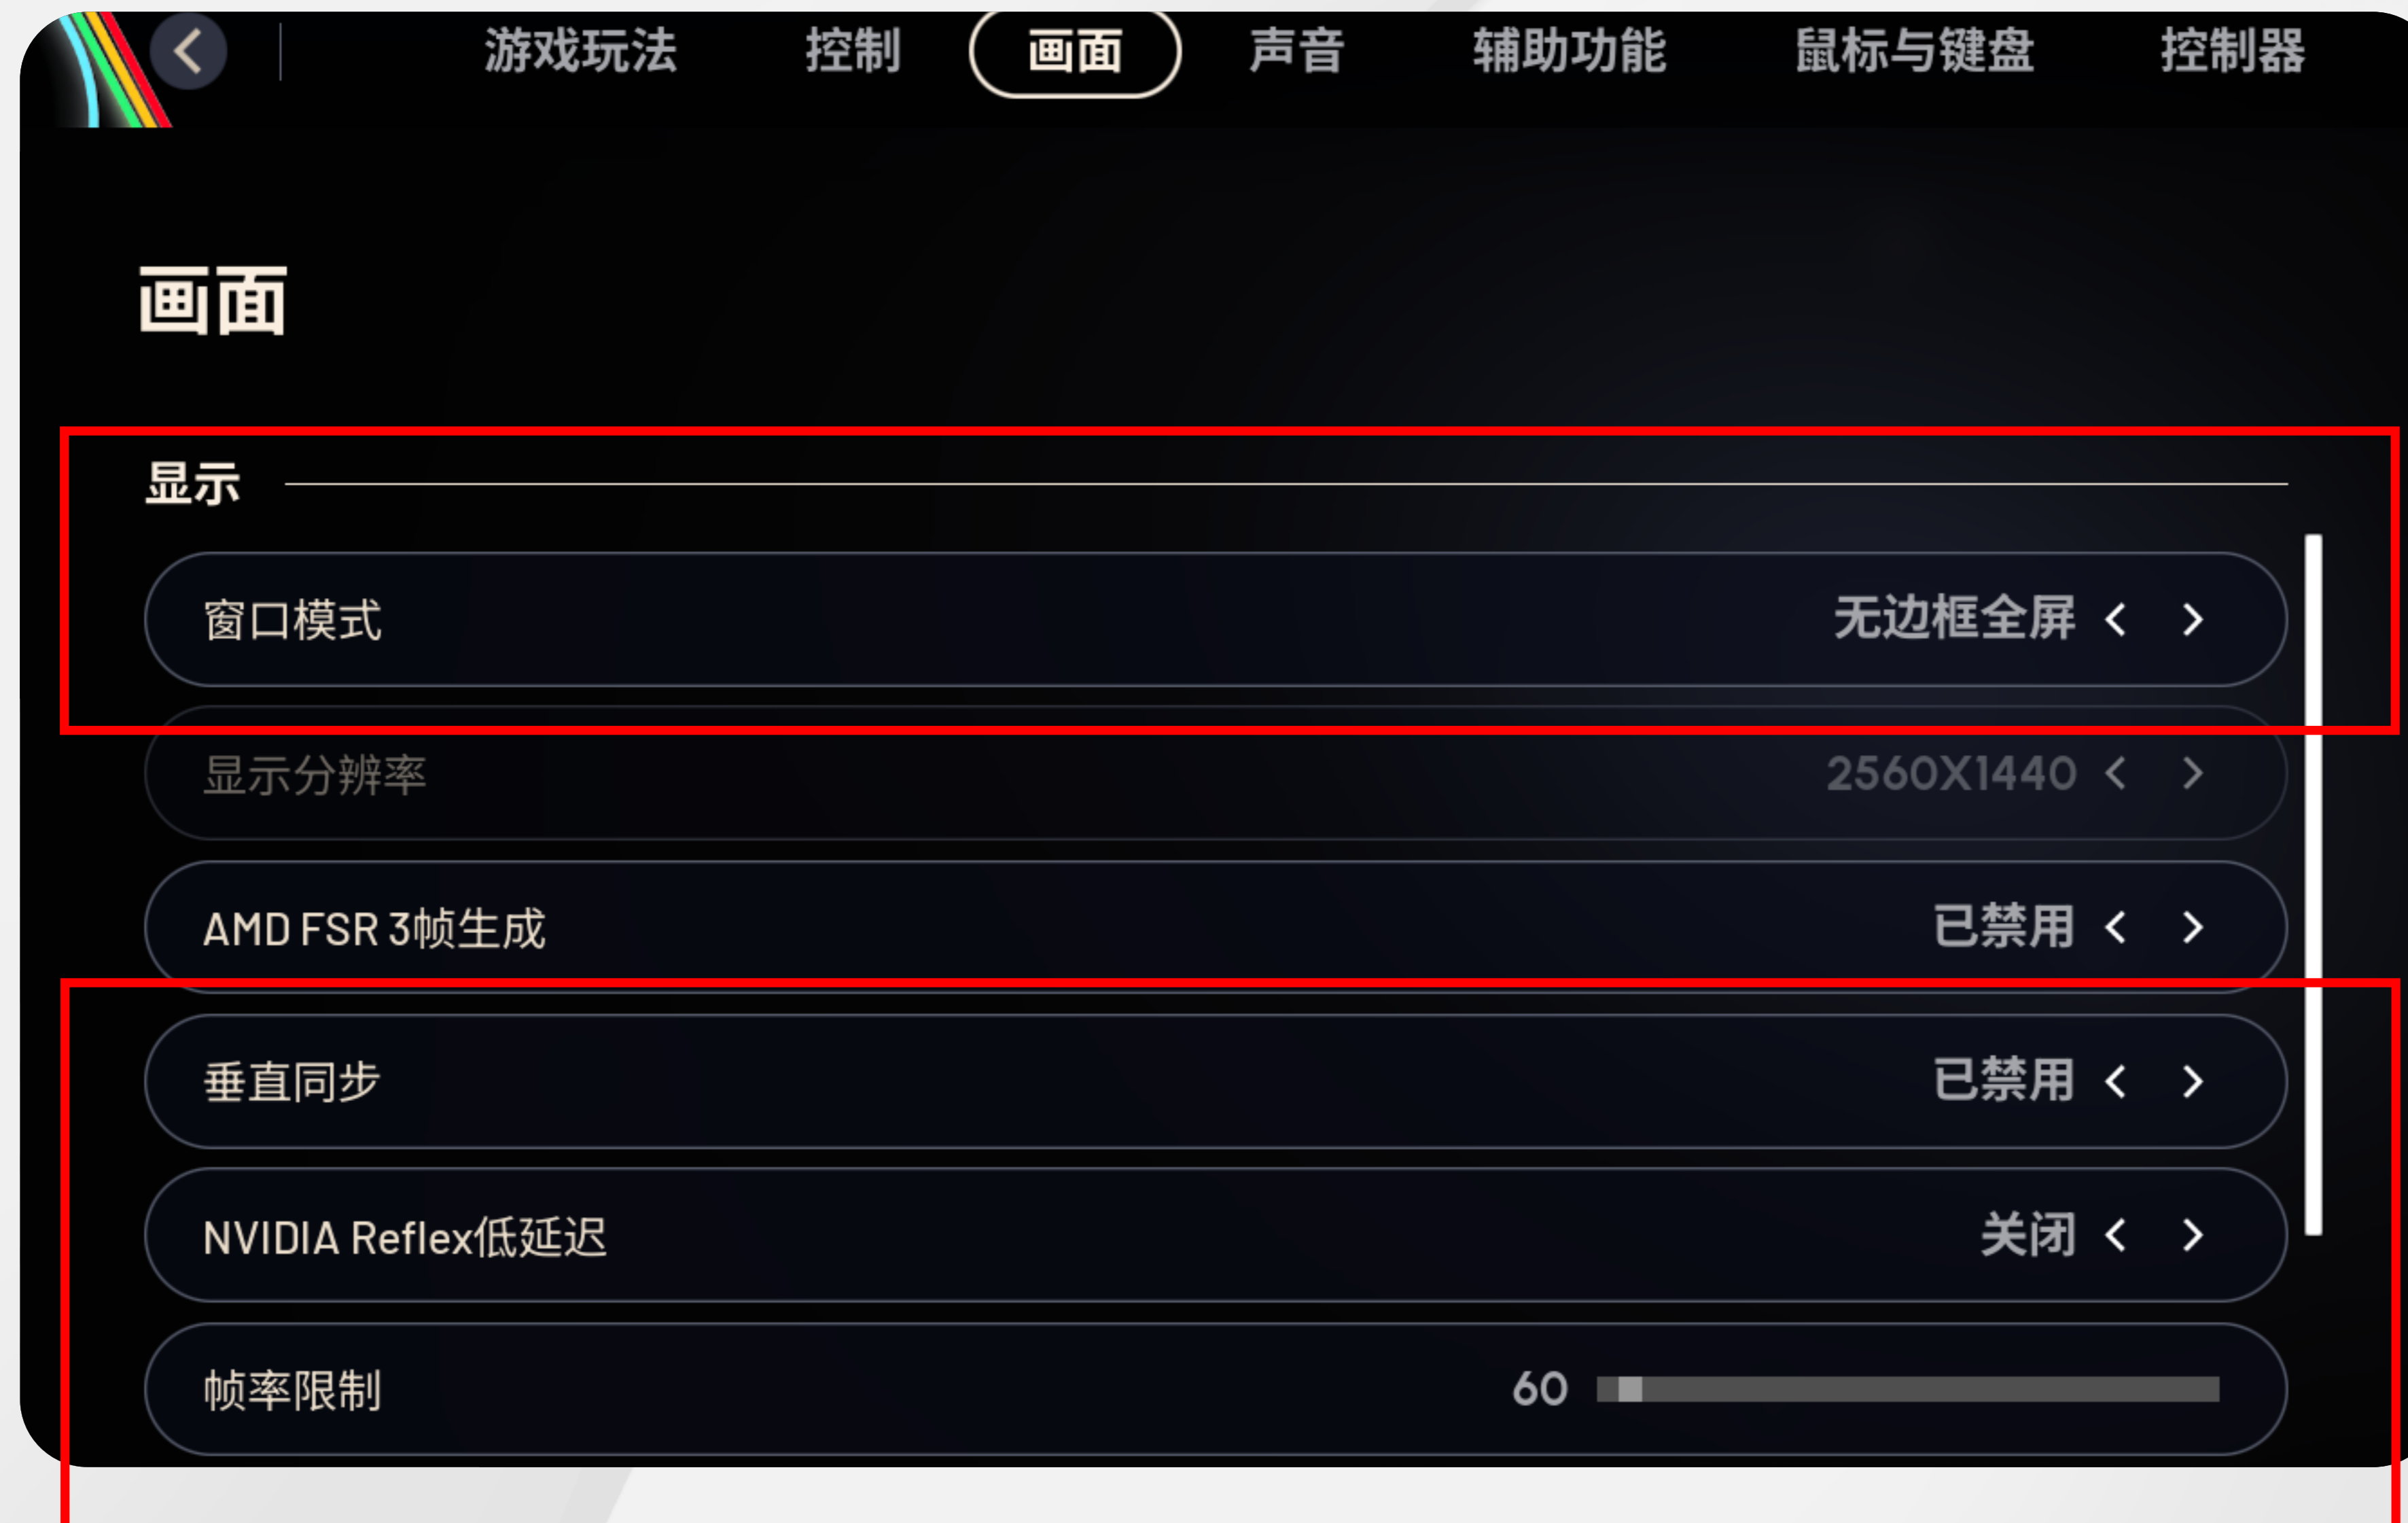 游戏玩法 控制 画面 声音 辅助功能 鼠标与键盘 控制器
画面
显示
窗口模式 无边框全屏
显示分辨率 2560X1440
AMD FSR 3帧生成 已禁用
垂直同步 已禁用
NVIDIA Reflex低延迟 关闭
帧率限制 60